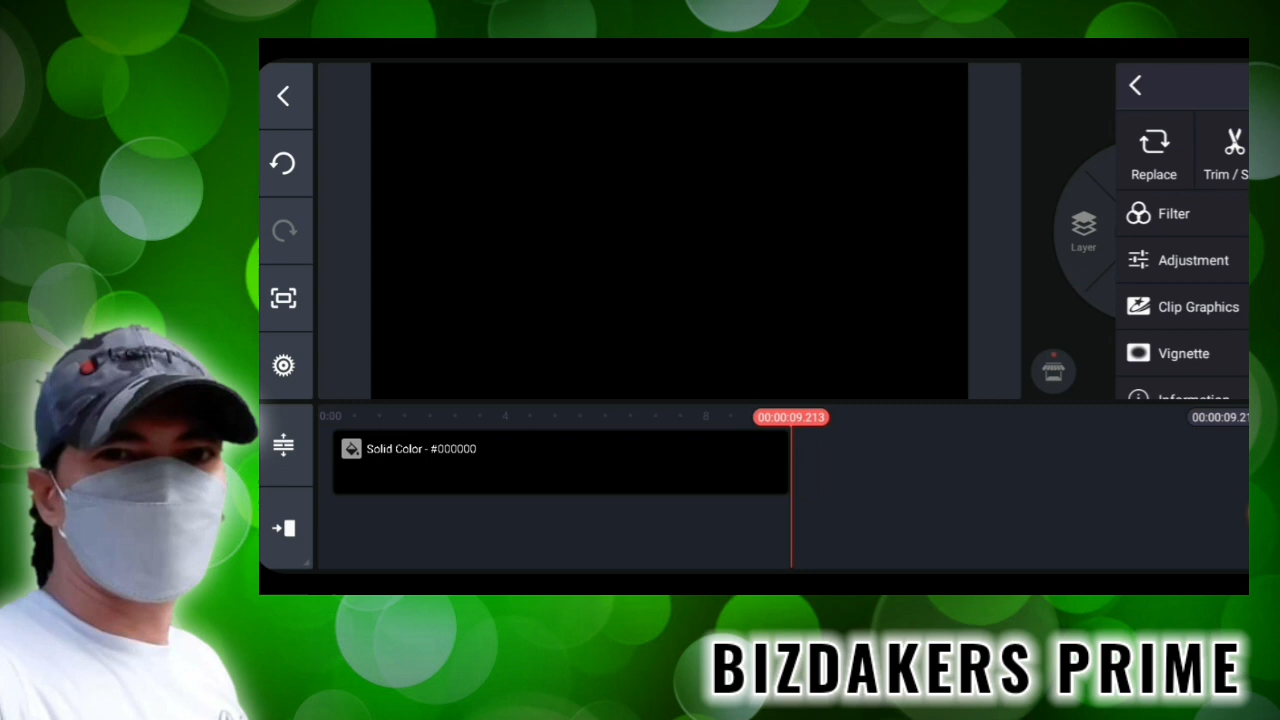 Replace
Trim / S
Filter
Layer
Adjustment
Clip Graphics
Vignette
Information
0:00
4
8
00:00:09.213
00:00:09.21
Solid Color - #000000
BIZDAKERS PRIME